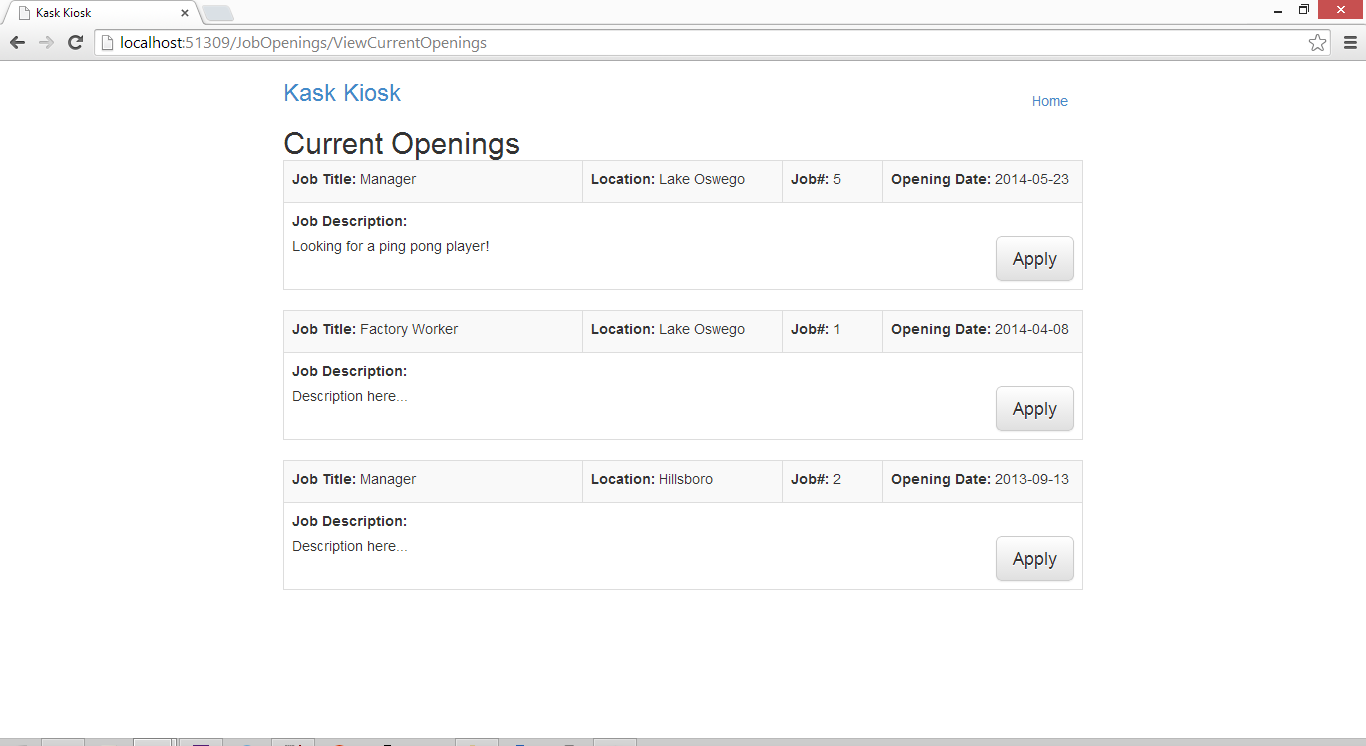 Kask Kiosk
localhost:51309/JobOpenings/ViewCurrentOpenings
Kask Kiosk
Home
Current Openings
Job Title: Manager Location: Lake Oswego Job#: 5 Opening Date: 2014-05-23
Job Description:
Looking for a ping pong player!
Apply
Job Title: Factory Worker Location: Lake Oswego Job#: 1 Opening Date: 2014-04-08
Job Description:
Description here...
Apply
Job Title: Manager Location: Hillsboro Job#: 2 Opening Date: 2013-09-13
Job Description:
Description here...
Apply